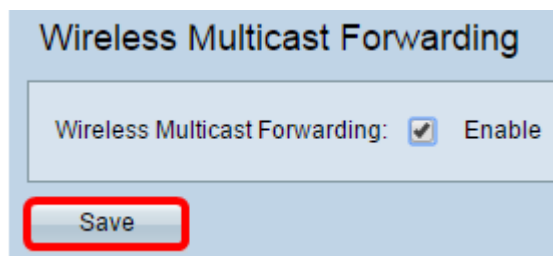 Wireless Multicast Forwarding
Wireless Multicast Forwarding: Enable
Save